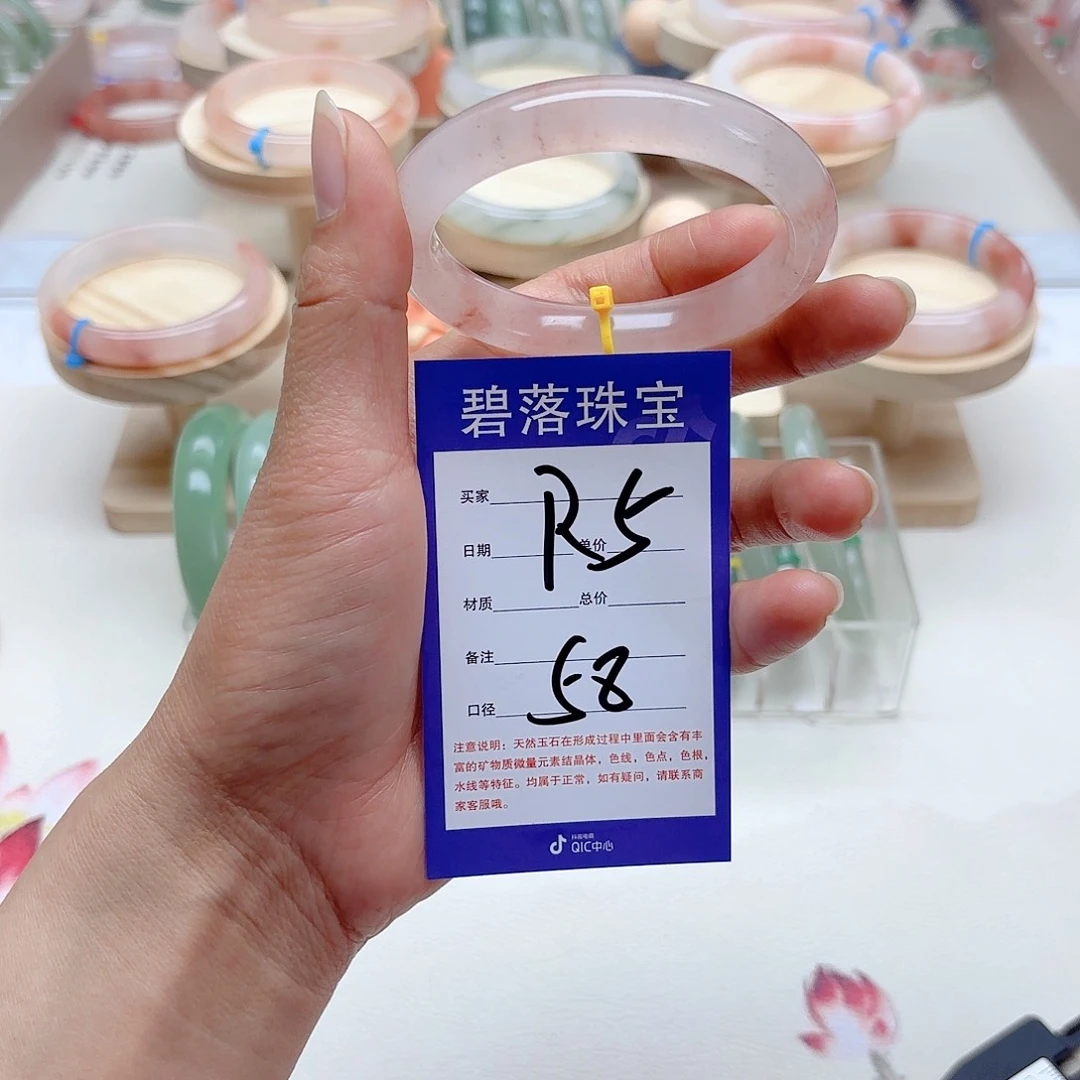 碧落珠宝
买家 R5
日期 单价
材质 总价
备注
口径 58
注意说明：天然玉石在形成过程中里面会含有丰
富的矿物质微量元素结晶体，色线，色点，色根，
水线等特征。均属于正常，如有疑问，请联系商
家客服哦。
抖音电商
QIC中心